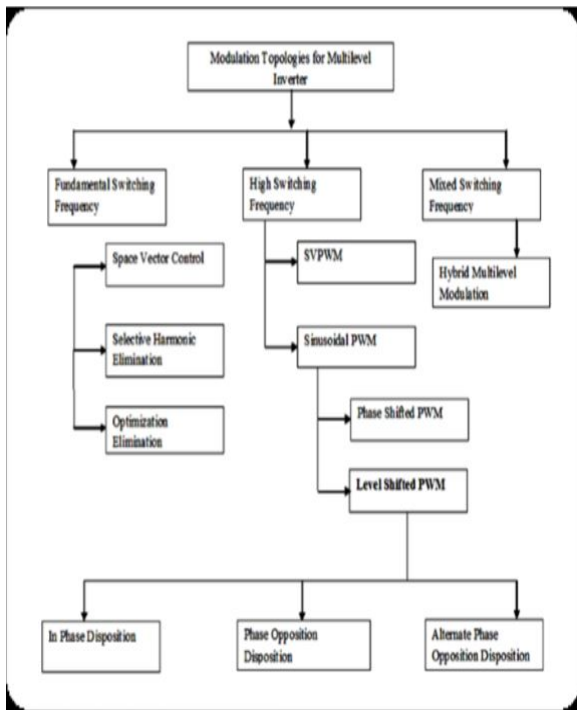 Modulation Topologies for Multilevel
Inverter
Fundamental Switching
Frequency
High Switching
Frequency
Mixed Switching
Frequency
Space Vector Control
SVPWM
Hybrid Multilevel
Modulation
Selective Harmonic
Elimination
Sinusoidal PWM
Optimization
Elimination
Phase Shifted PWM
Level Shifted PWM
In Phase Disposition
Phase Opposition
Disposition
Alternate Phase
Opposition Disposition